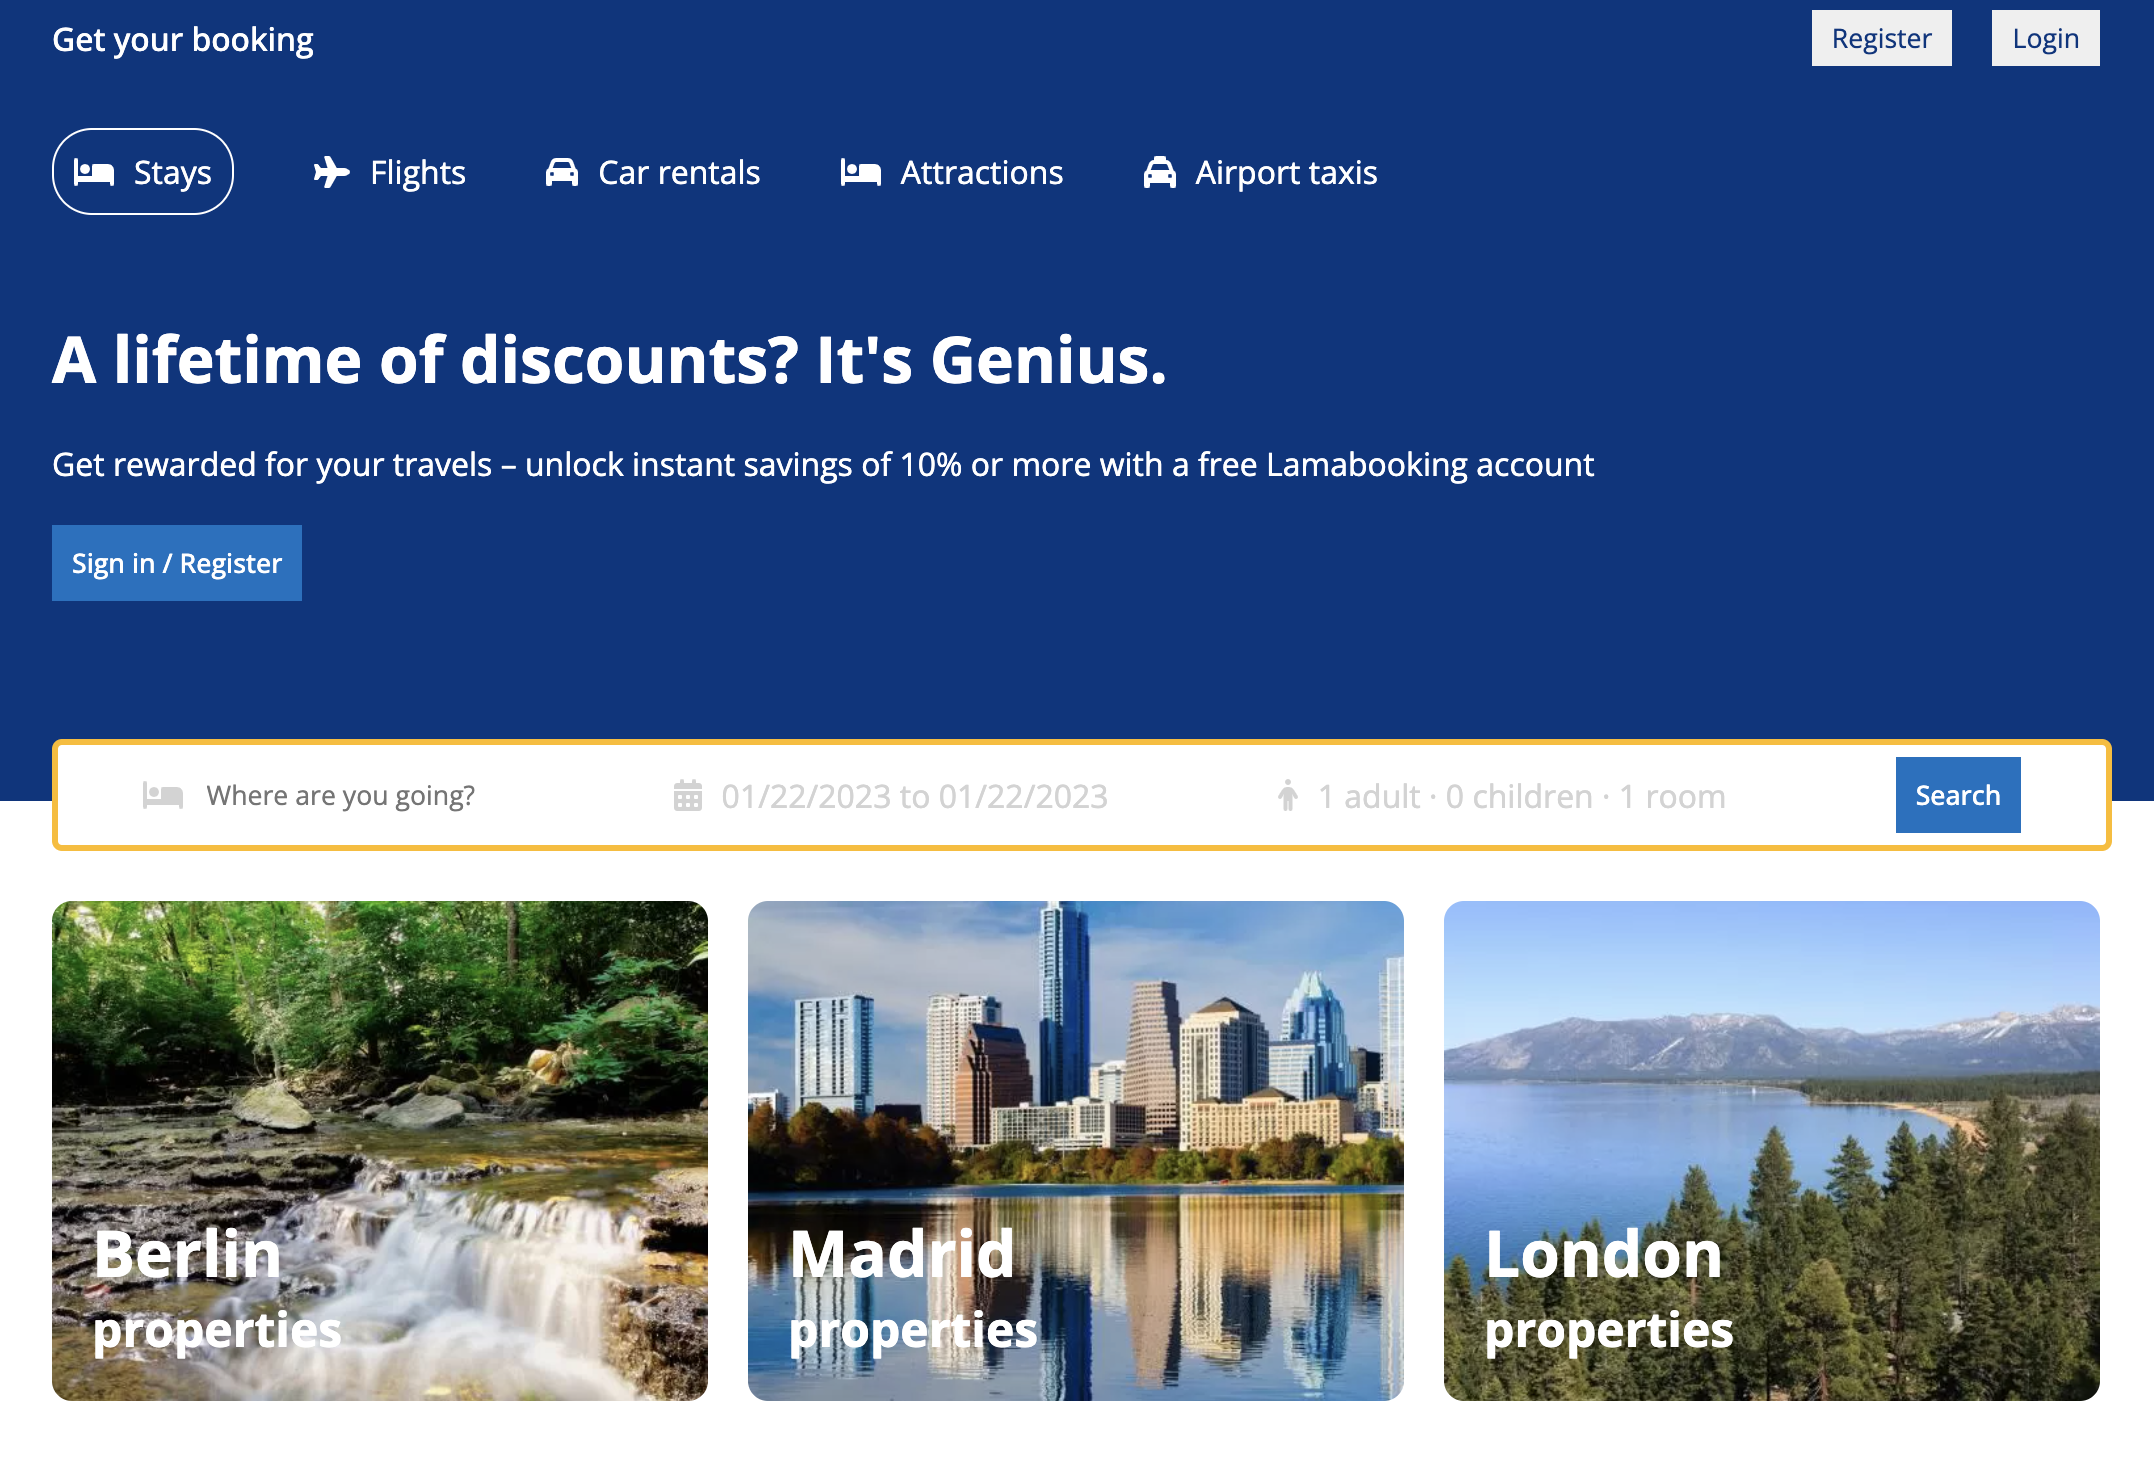 Get your booking
Register
Login
Stays
Flights
Car rentals
Attractions
Airport taxis
A lifetime of discounts? It's Genius.
Get rewarded for your travels – unlock instant savings of 10% or more with a free Lamabooking account
Sign in / Register
Where are you going?
01/22/2023 to 01/22/2023
1 adult · 0 children · 1 room
Search
Berlin
properties
Madrid
properties
London
properties